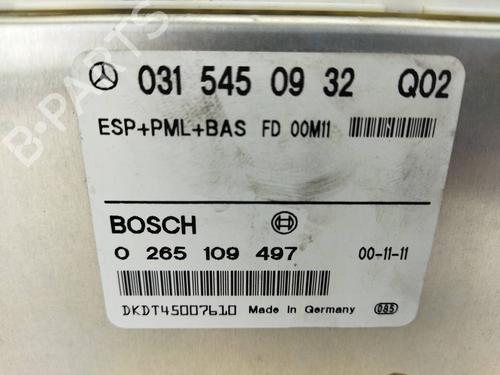 031 545 09 32 Q02
ESP+PML+BAS FD 00M11
BOSCH
0 265 109 497 00-11-11
DKDT45007610 Made in Germany 085
B-PARTS